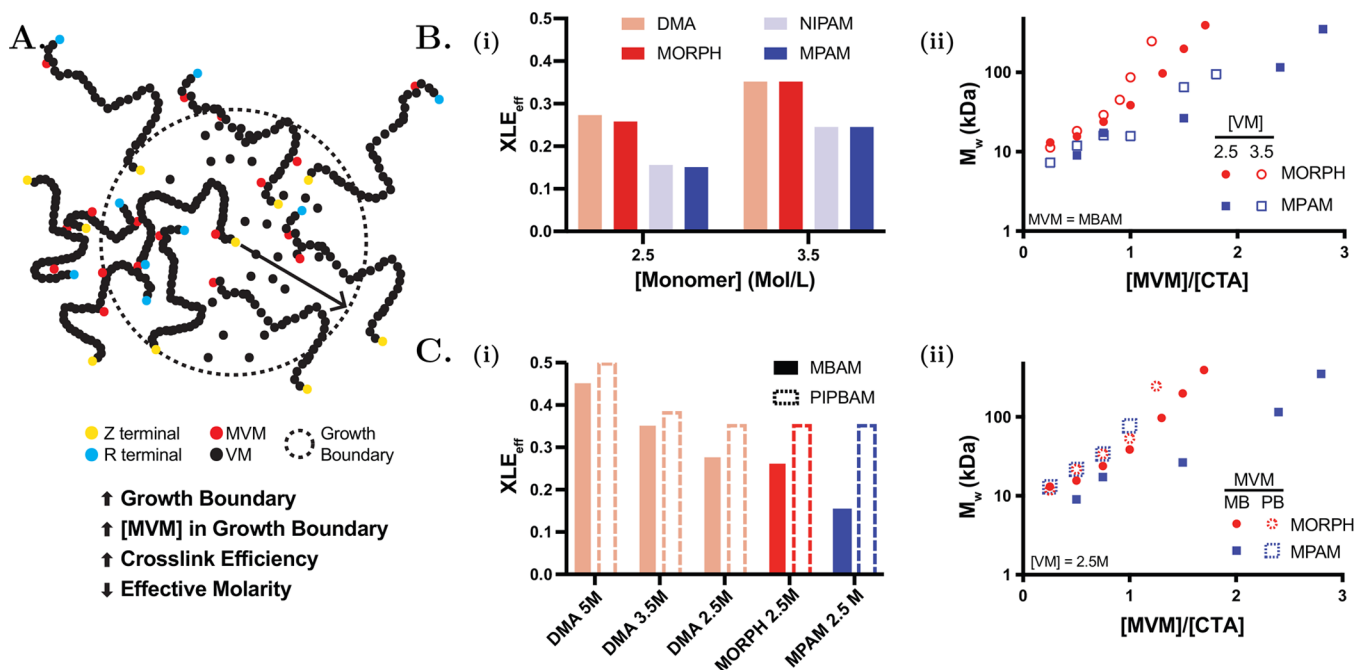 A.
Z terminal
R terminal
MVM
VM
Growth
Boundary
↑ Growth Boundary
↑ [MVM] in Growth Boundary
↑ Crosslink Efficiency
↓ Effective Molarity
B.
(i)
DMA
MORPH
NIPAM
MPAM
XLE_eff
0.5
0.4
0.3
0.2
0.1
0.0
2.5
3.5
[Monomer] (Mol/L)
(ii)
M_w (kDa)
100
10
1
[VM]
2.5 3.5
MORPH
MPAM
MVM = MBAM
0 1 2 3
[MVM]/[CTA]
C.
(i)
MBAM
PIPBAM
XLE_eff
0.5
0.4
0.3
0.2
0.1
0.0
DMA 5M
DMA 3.5M
DMA 2.5M
MORPH 2.5M
MPAM 2.5 M
(ii)
M_w (kDa)
100
10
1
MVM
MB PB
MORPH
MPAM
[VM] = 2.5M
0 1 2 3
[MVM]/[CTA]